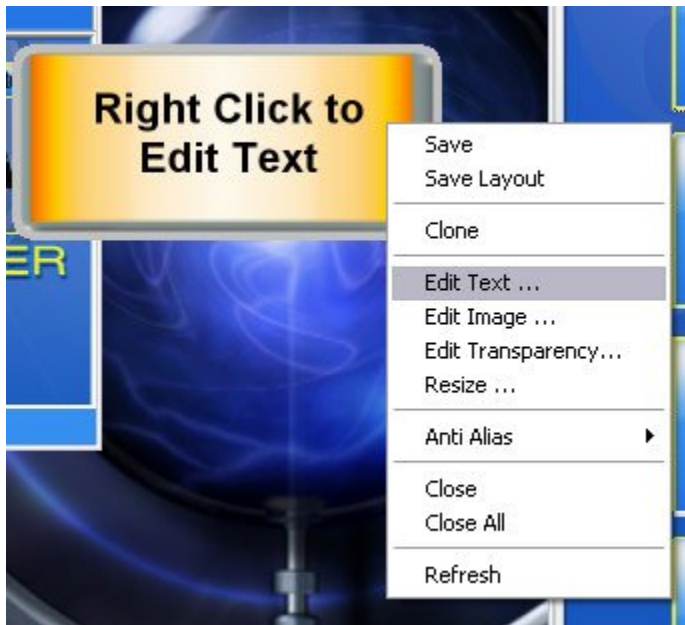 Right Click to
Edit Text
ER
Save
Save Layout
Clone
Edit Text ...
Edit Image ...
Edit Transparency...
Resize ...
Anti Alias
Close
Close All
Refresh